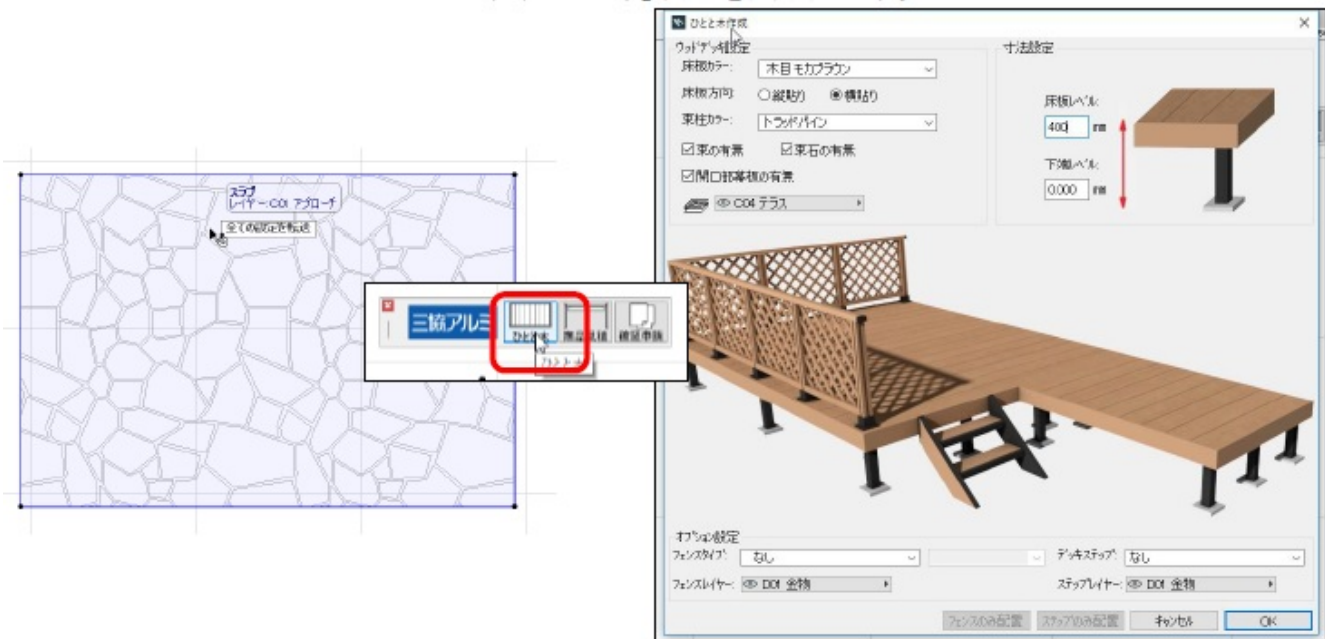 スラブ
レイヤー:C01 アプローチ
全ての設定を転送
三協アルミ
ひとと木
ひとと木
ひとと木作成
ウッドデッキ設定
床板カラー:
木目 モカブラウン
床板方向:
縦貼り
横貼り
束柱カラー:
トラッドパイン
束の有無
束石の有無
開口部幕板の有無
C04 テラス
寸法設定
床板レベル:
400 mm
下端レベル:
0.000 mm
オプション設定
フェンスタイプ:
なし
デッキステップ:
なし
フェンスレイヤー:
D01 金物
ステップレイヤー:
D01 金物
フェンスのみ配置
ステップのみ配置
キャンセル
OK